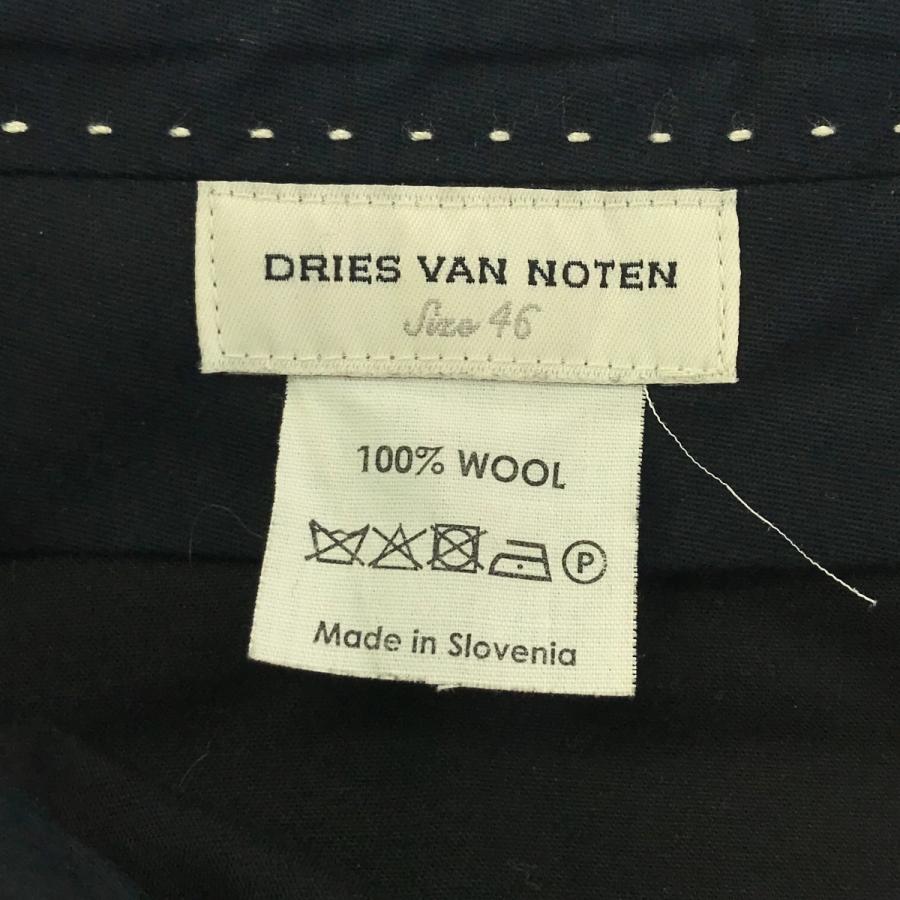 DRIES VAN NOTEN
Size 46
100% WOOL
P
Made in Slovenia